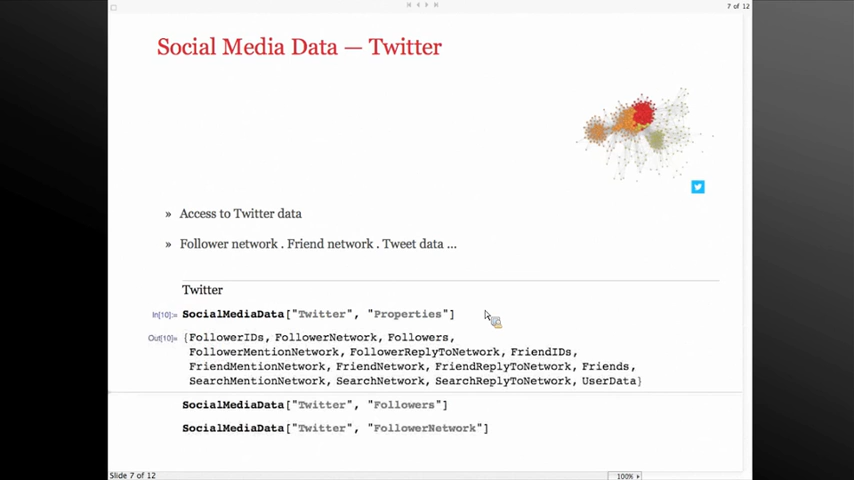 7 of 12
Social Media Data — Twitter
» Access to Twitter data
» Follower network . Friend network . Tweet data ...
Twitter
In[10]:= SocialMediaData["Twitter", "Properties"]
Out[10]= {FollowerIDs, FollowerNetwork, Followers,
FollowerMentionNetwork, FollowerReplyToNetwork, FriendIDs,
FriendMentionNetwork, FriendNetwork, FriendReplyToNetwork, Friends,
SearchMentionNetwork, SearchNetwork, SearchReplyToNetwork, UserData}
SocialMediaData["Twitter", "Followers"]
SocialMediaData["Twitter", "FollowerNetwork"]
Slide 7 of 12
100%